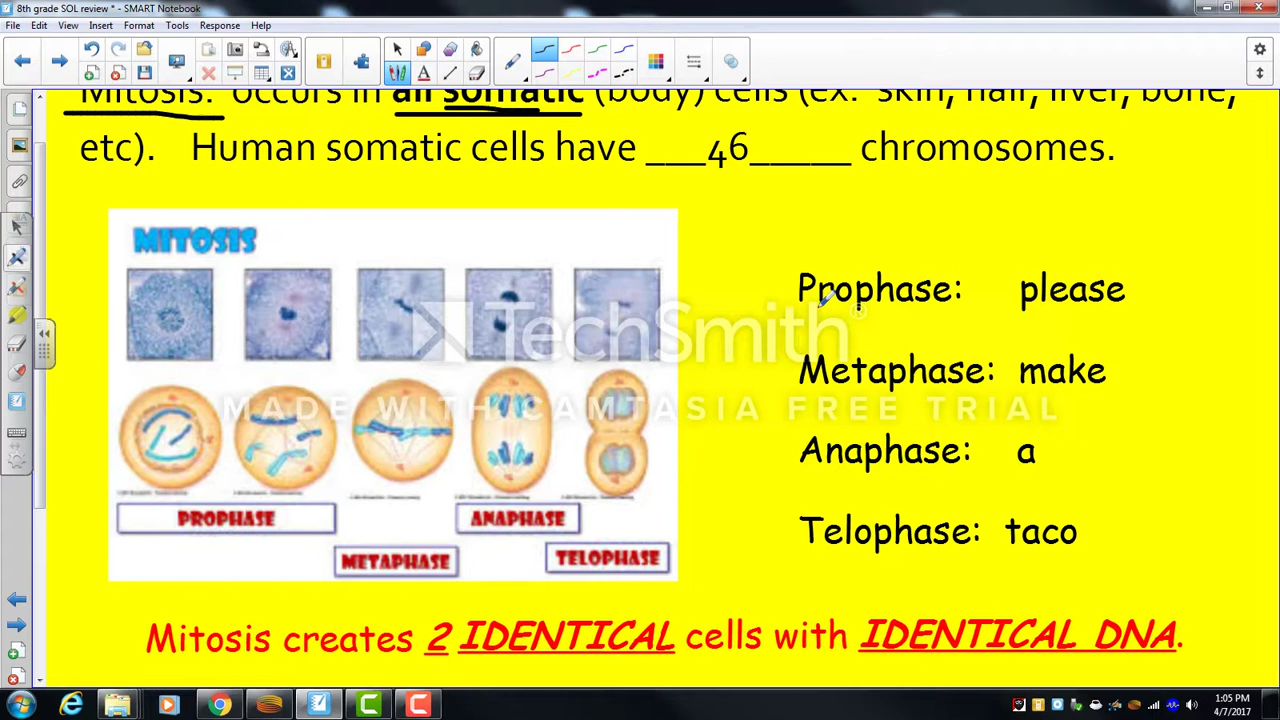 8th grade SOL review * - SMART Notebook
File Edit View Insert Format Tools Response Help
Mitosis: occurs in all somatic (body) cells (ex. skin, hair, liver, bone,
etc). Human somatic cells have ___46_____ chromosomes.
MITOSIS
Prophase: please
TechSmith®
Metaphase: make
MADE WITH CAMTASIA FREE TRIAL
Anaphase: a
PROPHASE ANAPHASE
Telophase: taco
METAPHASE TELOPHASE
Mitosis creates 2 IDENTICAL cells with IDENTICAL DNA.
1:05 PM
4/7/2017